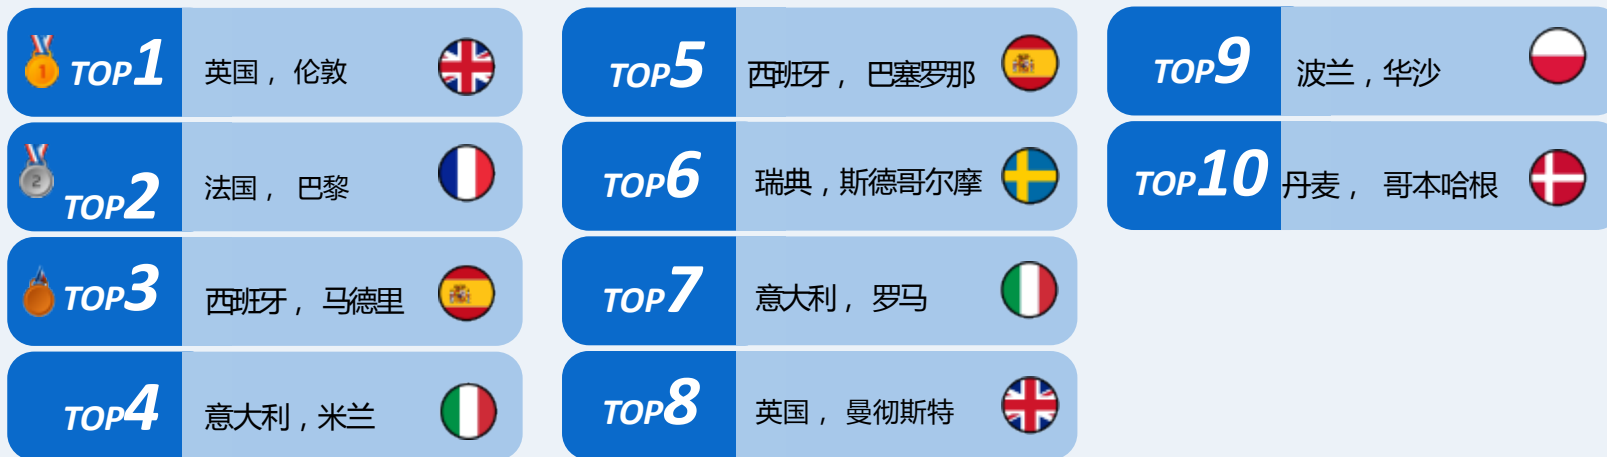 1
TOP1
英国， 伦敦
2
TOP2
法国， 巴黎
TOP3
西班牙， 马德里
TOP4
意大利，米兰
TOP5
西班牙， 巴塞罗那
TOP6
瑞典，斯德哥尔摩
TOP7
意大利， 罗马
TOP8
英国， 曼彻斯特
TOP9
波兰，华沙
TOP10
丹麦， 哥本哈根